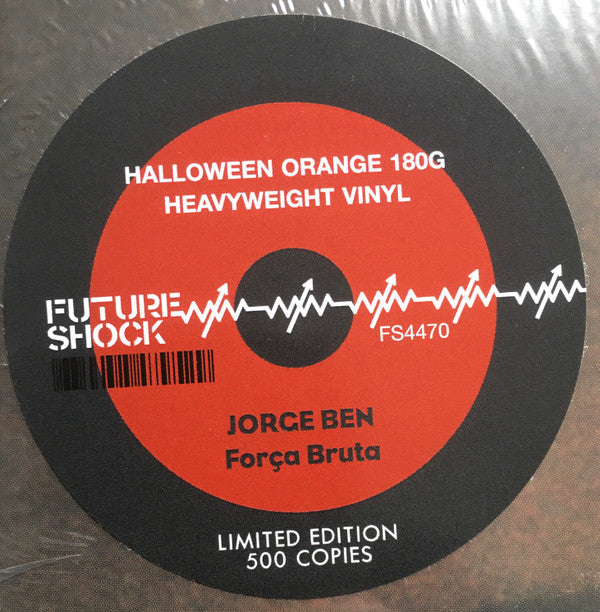 HALLOWEEN ORANGE 180G
HEAVYWEIGHT VINYL
FUTURE
SHOCK
FS4470
JORGE BEN
Força Bruta
LIMITED EDITION
500 COPIES